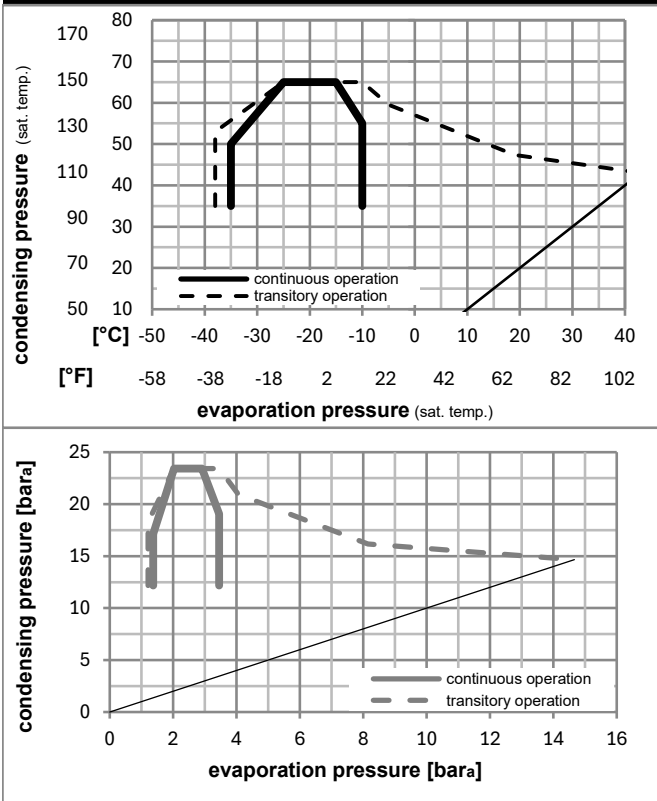 condensing pressure (sat. temp.)
170 80
70
150 60
130 50
110 40
90 30
70 20
50 10
continuous operation
transitory operation
[°C] -50 -40 -30 -20 -10 0 10 20 30 40
[°F] -58 -38 -18 2 22 42 62 82 102
evaporation pressure (sat. temp.)
condensing pressure [bara]
25
20
15
10
5
0
continuous operation
transitory operation
0 2 4 6 8 10 12 14 16
evaporation pressure [bara]